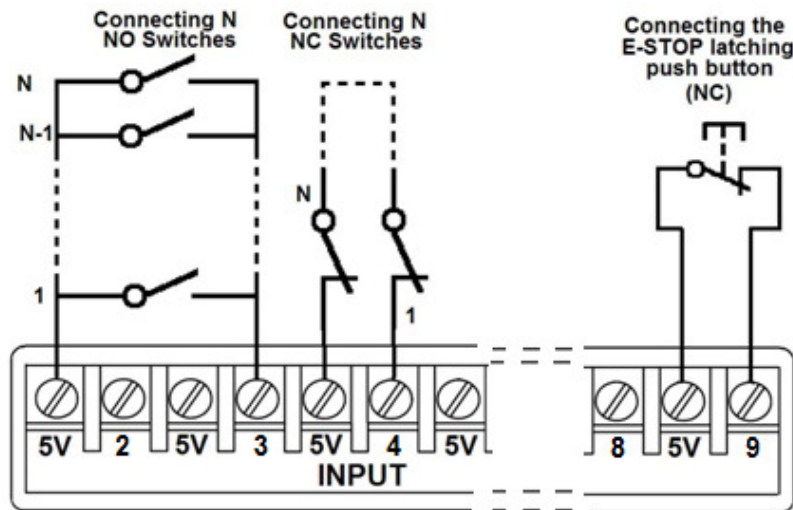 Connecting N
NO Switches
Connecting N
NC Switches
Connecting the
E-STOP latching
push button
(NC)
N
N-1
1
N
1
5V 2 5V 3 5V 4 5V 8 5V 9
INPUT